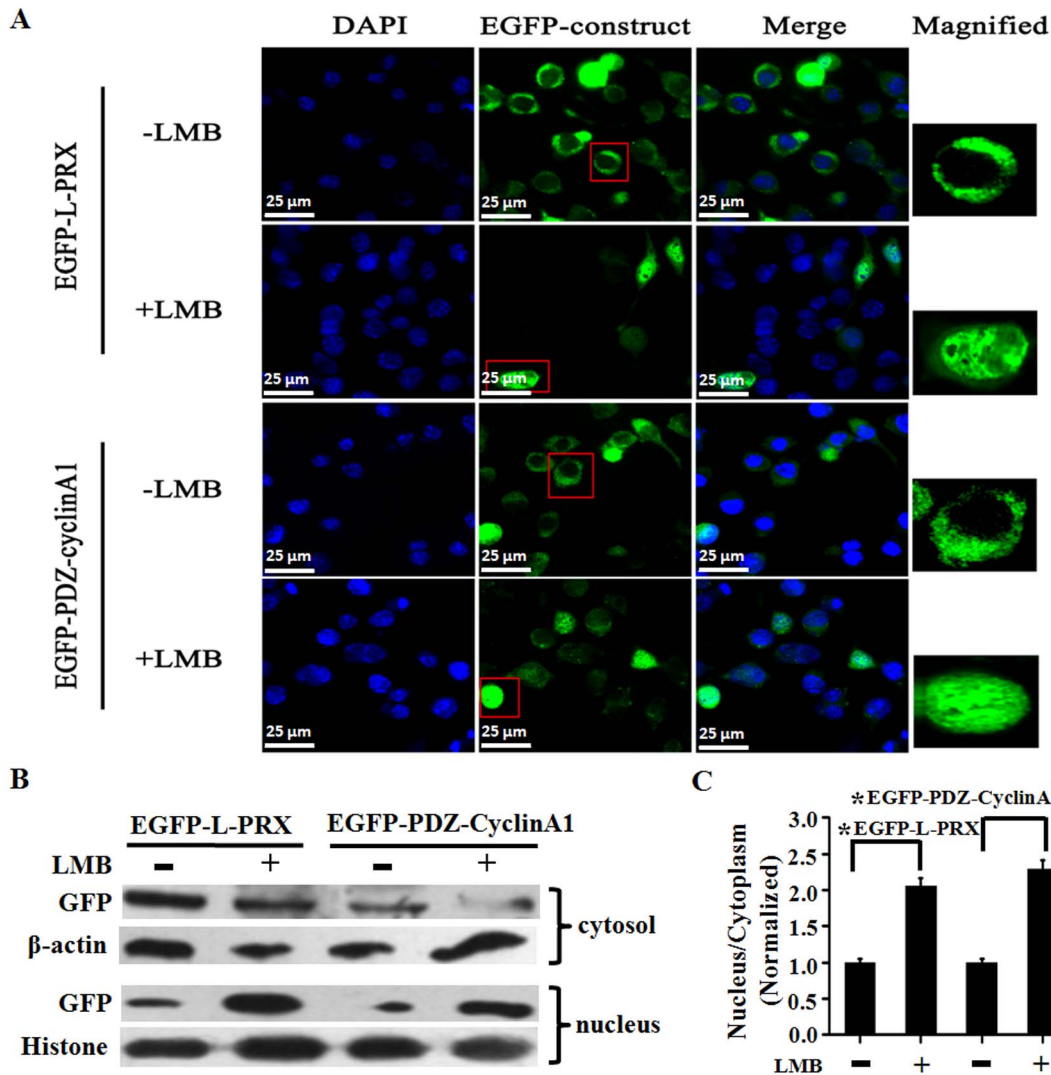 A
DAPI EGFP-construct Merge Magnified
EGFP-L-PRX
-LMB
25 μm 25 μm 25 μm
+LMB
25 μm 25 μm 25 μm
EGFP-PDZ-cyclinA1
-LMB
25 μm 25 μm 25 μm
+LMB
25 μm 25 μm 25 μm
B
EGFP-L-PRX EGFP-PDZ-CyclinA1
LMB - + - +
GFP
β-actin
cytosol
GFP
Histone
nucleus
C
*EGFP-PDZ-CyclinA
*EGFP-L-PRX
Nucleus/Cytoplasm
(Normalized)
3.0
2.5
2.0
1.5
1.0
0.5
0.0
LMB - + - +